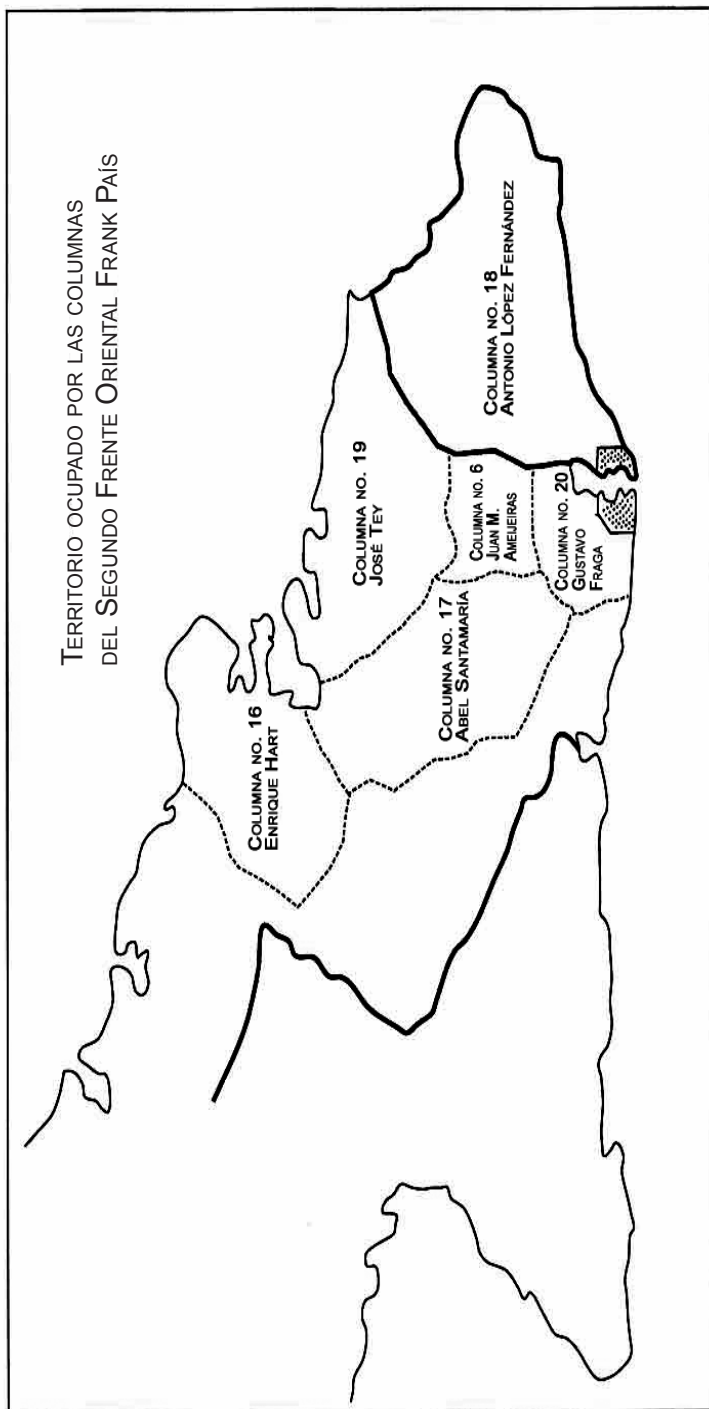 TERRITORIO OCUPADO POR LAS COLUMNAS
DEL SEGUNDO FRENTE ORIENTAL FRANK PAÍS
COLUMNA NO. 16
ENRIQUE HART
COLUMNA NO. 19
JOSÉ TEY
COLUMNA NO. 17
ABEL SANTAMARÍA
COLUMNA NO. 6
JUAN M.
AMEIJEIRAS
COLUMNA NO. 18
ANTONIO LÓPEZ FERNÁNDEZ
COLUMNA NO. 20
GUSTAVO
FRAGA